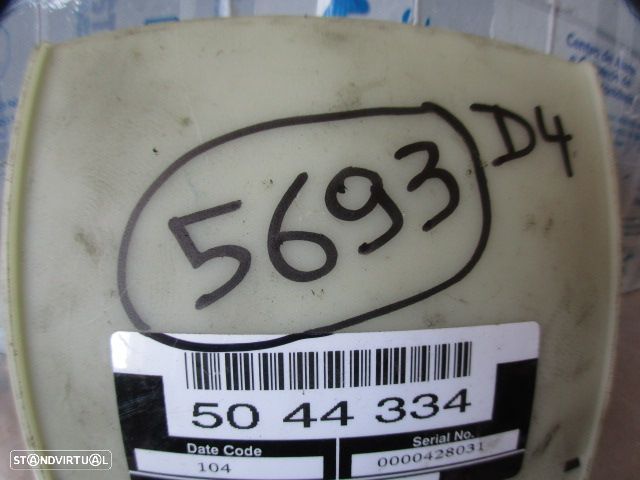 D4
5693
50 44 334
Date Code
Serial No.
104
0000428031
STANDVIRTUAL